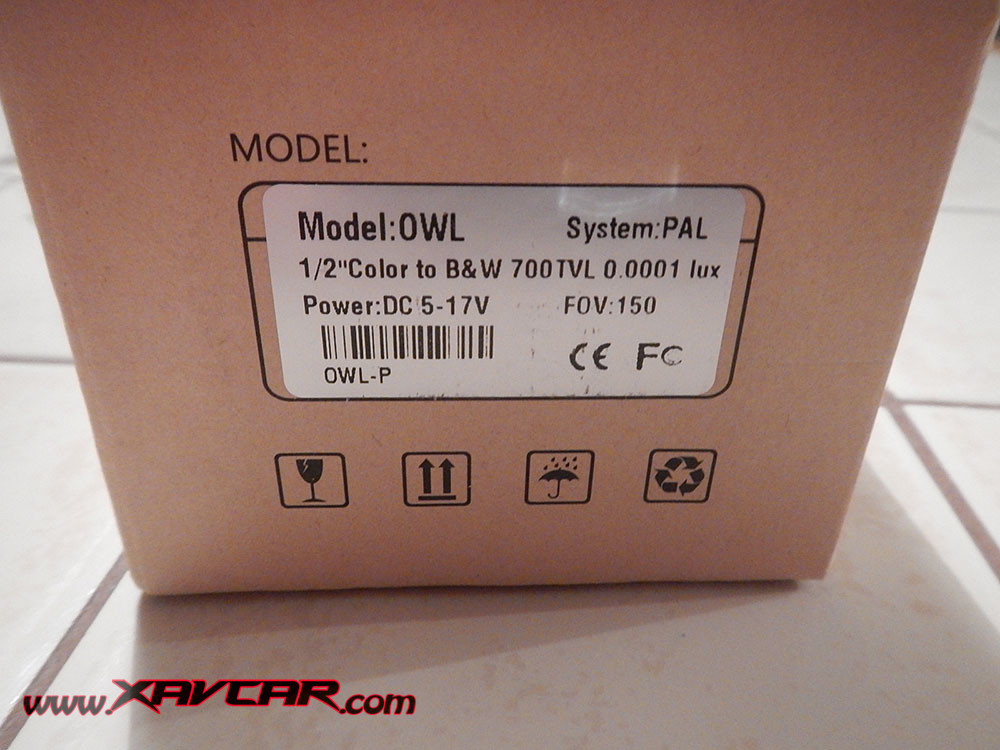 MODEL:
Model:OWL System:PAL
1/2"Color to B&W 700TVL 0.0001 lux
Power:DC 5-17V FOV:150
OWL-P CE FC
www.XAVCAR.com